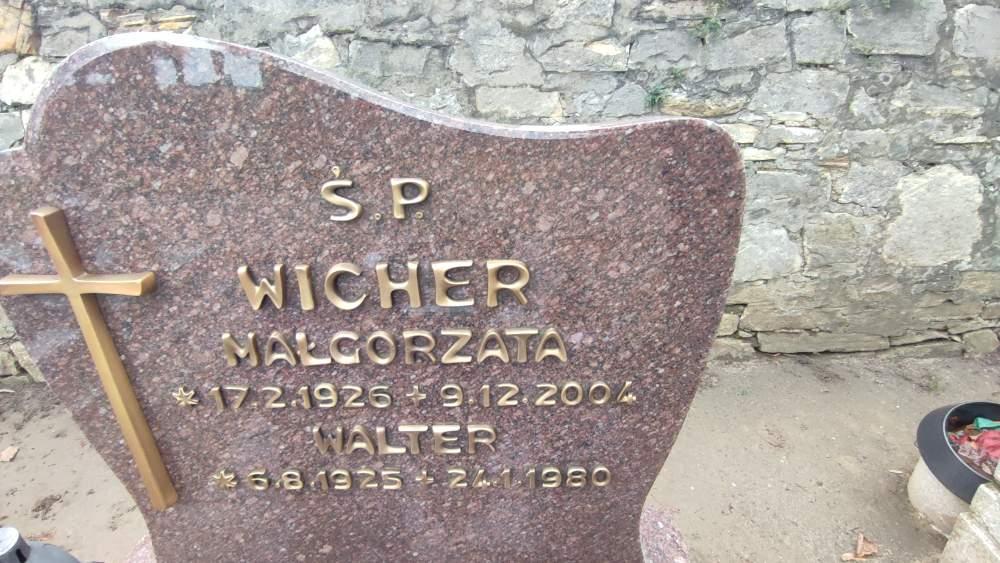 Ś.P.
WICHER
MAŁGORZATA
* 17.2.1926 + 9.12.2004
WALTER
* 6.8.1925 + 24.1.1980